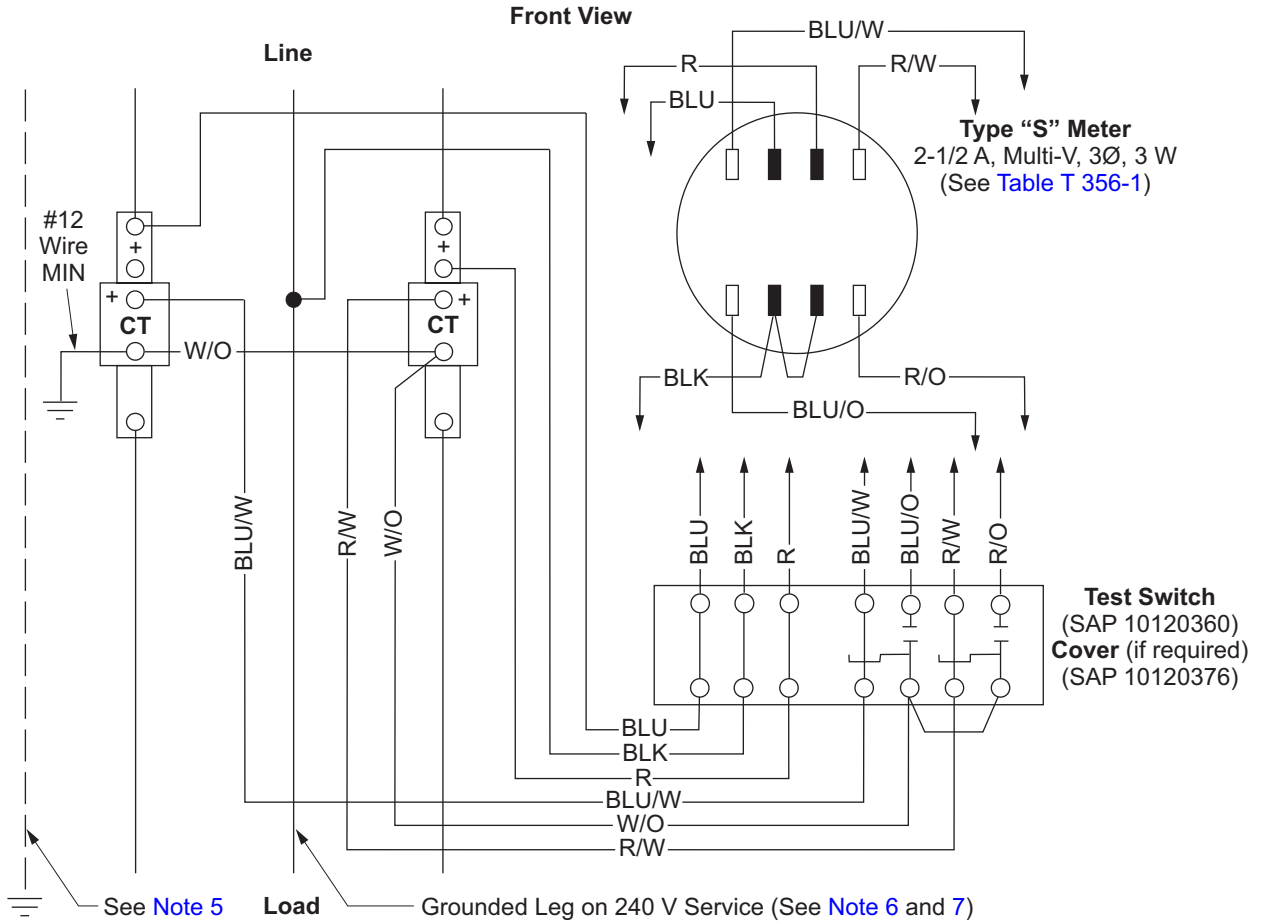 Front View
Line
BLU/W
R
R/W
BLU
Type “S” Meter
2-1/2 A, Multi-V, 3Ø, 3 W
(See Table T 356-1)
#12
Wire
MIN
+
+
+
+
CT
CT
W/O
BLK
R/O
BLU/O
BLU/W
R/W
W/O
BLU
BLK
R
BLU/W
BLU/O
R/W
R/O
Test Switch
(SAP 10120360)
Cover (if required)
(SAP 10120376)
BLU
BLK
R
BLU/W
W/O
R/W
See Note 5
Load
Grounded Leg on 240 V Service (See Note 6 and 7)